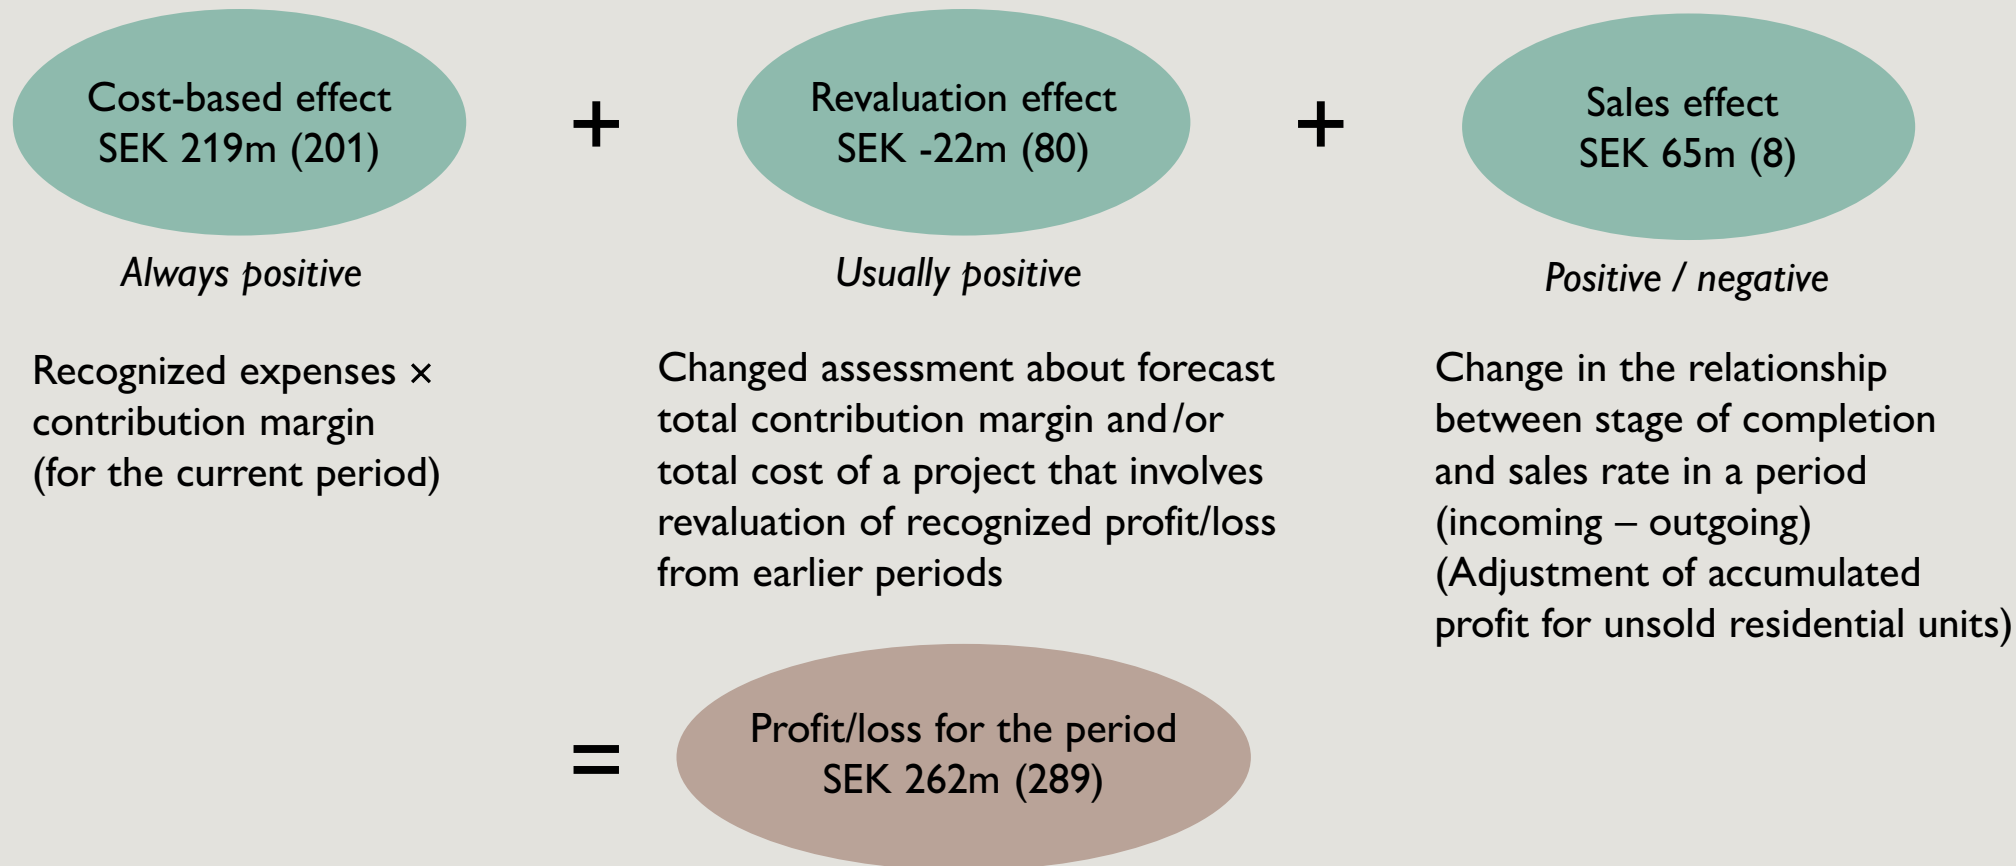 Cost-based effect
SEK 219m (201)
+
Revaluation effect
SEK -22m (80)
+
Sales effect
SEK 65m (8)
Always positive
Usually positive
Positive / negative
Recognized expenses ×
contribution margin
(for the current period)
Changed assessment about forecast
total contribution margin and/or
total cost of a project that involves
revaluation of recognized profit/loss
from earlier periods
Change in the relationship
between stage of completion
and sales rate in a period
(incoming – outgoing)
(Adjustment of accumulated
profit for unsold residential units)
=
Profit/loss for the period
SEK 262m (289)